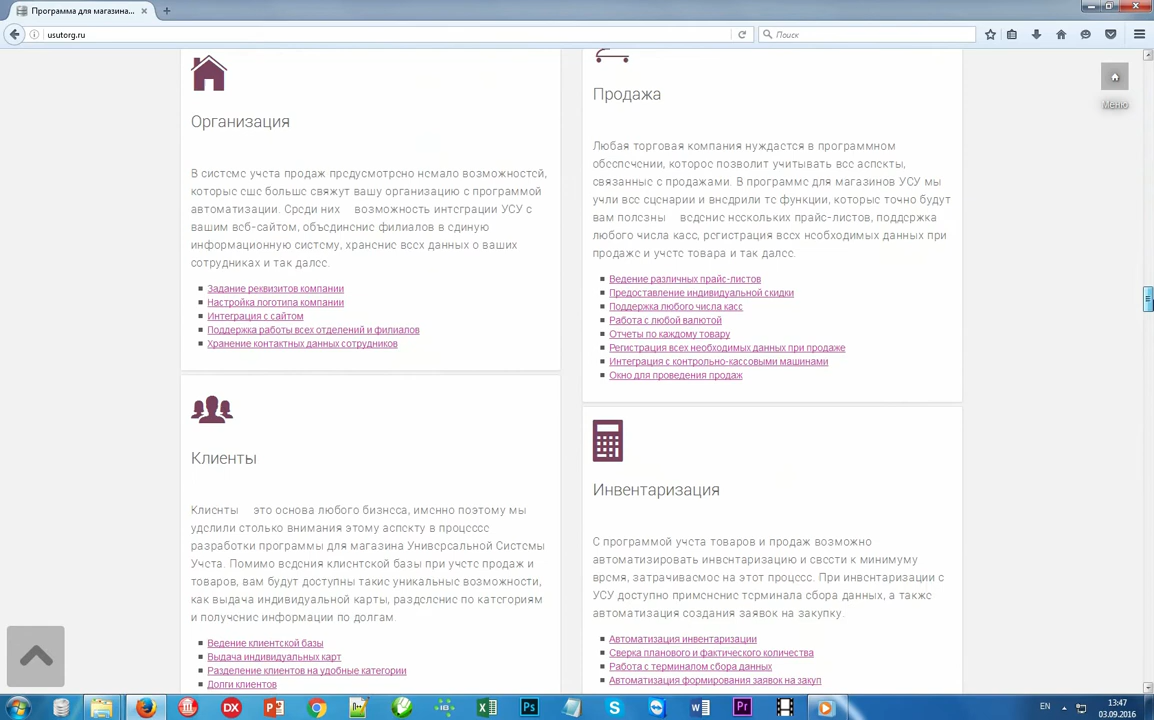 Программа для магазина...
usutorg.ru
Поиск
Меню
Организация
В системе учета продаж предусмотрено немало возможностей,
которые еще больше свяжут вашу организацию с программой
автоматизации. Среди них возможность интеграции УСУ с
вашим веб-сайтом, объединение филиалов в единую
информационную систему, хранение всех данных о ваших
сотрудниках и так далее.
Задание реквизитов компании
Настройка логотипа компании
Интеграция с сайтом
Поддержка работы всех отделений и филиалов
Хранение контактных данных сотрудников
Продажа
Любая торговая компания нуждается в программном
обеспечении, которое позволит учитывать все аспекты,
связанные с продажами. В программе для магазинов УСУ мы
учли все сценарии и внедрили те функции, которые точно будут
вам полезны ведение нескольких прайс-листов, поддержка
любого числа касс, регистрация всех необходимых данных при
продаже и учете товара и так далее.
Ведение различных прайс-листов
Предоставление индивидуальной скидки
Поддержка любого числа касс
Работа с любой валютой
Отчеты по каждому товару
Регистрация всех необходимых данных при продаже
Интеграция с контрольно-кассовыми машинами
Окно для проведения продаж
Клиенты
Клиенты это основа любого бизнеса, именно поэтому мы
уделили столько внимания этому аспекту в процессе
разработки программы для магазина Универсальной Системы
Учета. Помимо ведения клиентской базы при учете продаж и
товаров, вам будут доступны такие уникальные возможности,
как выдача индивидуальной карты, разделение по категориям
и получение информации по долгам
Ведение клиентской базы
Выдача индивидуальных карт
Разделение клиентов на удобные категории
Долги клиентов
Инвентаризация
С программой учета товаров и продаж возможно
автоматизировать инвентаризацию и свести к минимуму
время, затрачиваемое на этот процесс. При инвентаризации с
УСУ доступно применение терминала сбора данных, а также
автоматизация создания заявок на закупку.
Автоматизация инвентаризации
Сверка планового и фактического количества
Работа с терминалом сбора данных
Автоматизация формирования заявок на закуп
EN
13:47
03.09.2016